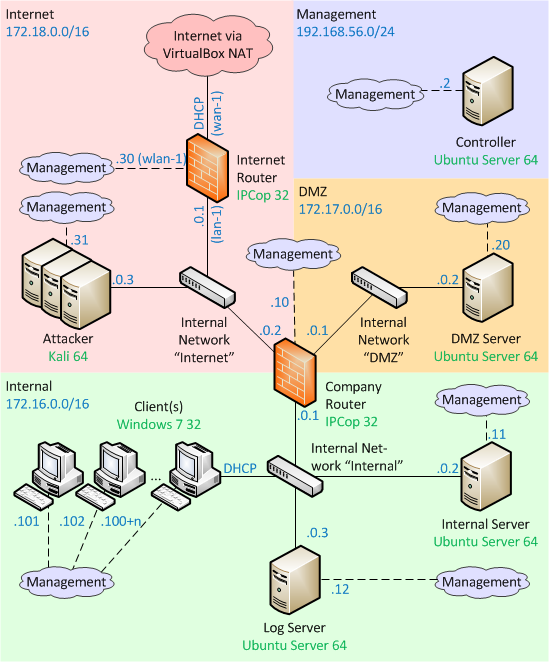 Internet
172.18.0.0/16
Internet via
VirtualBox NAT
DHCP
(wan-1)
Management
.30 (wlan-1)
Internet
Router
IPCop 32
Management
.31
.0.1
(lan-1)
.0.3
Attacker
Kali 64
Internal
Network
“Internet”
.0.2
Management
192.168.56.0/24
Management
.2
Controller
Ubuntu Server 64
DMZ
172.17.0.0/16
Management
.20
Management
.10
.0.1
.0.2
Internal
Network
“DMZ”
DMZ Server
Ubuntu Server 64
Company
Router
IPCop 32
.0.1
Internal
172.16.0.0/16
Client(s)
Windows 7 32
...
DHCP
.101
.102
.100+n
Management
Internal Net-
work “Internal”
Management
.11
.0.2
Internal Server
Ubuntu Server 64
.0.3
.12
Management
Log Server
Ubuntu Server 64